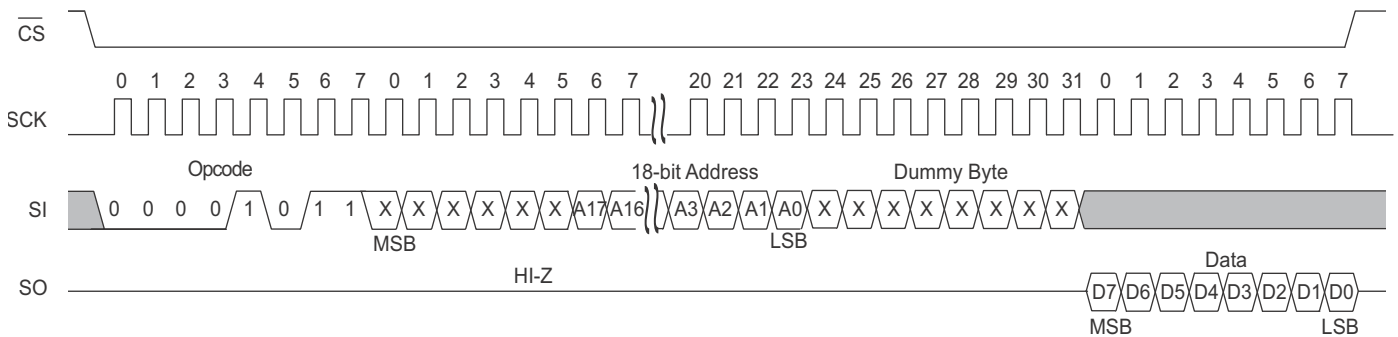 CS
0 1 2 3 4 5 6 7 0 1 2 3 4 5 6 7 20 21 22 23 24 25 26 27 28 29 30 31 0 1 2 3 4 5 6 7
SCK
Opcode 18-bit Address Dummy Byte
SI 0 0 0 0 1 0 1 1 X X X X X X A17 A16 A3 A2 A1 A0 X X X X X X X X
MSB LSB
HI-Z Data
SO D7 D6 D5 D4 D3 D2 D1 D0
MSB LSB